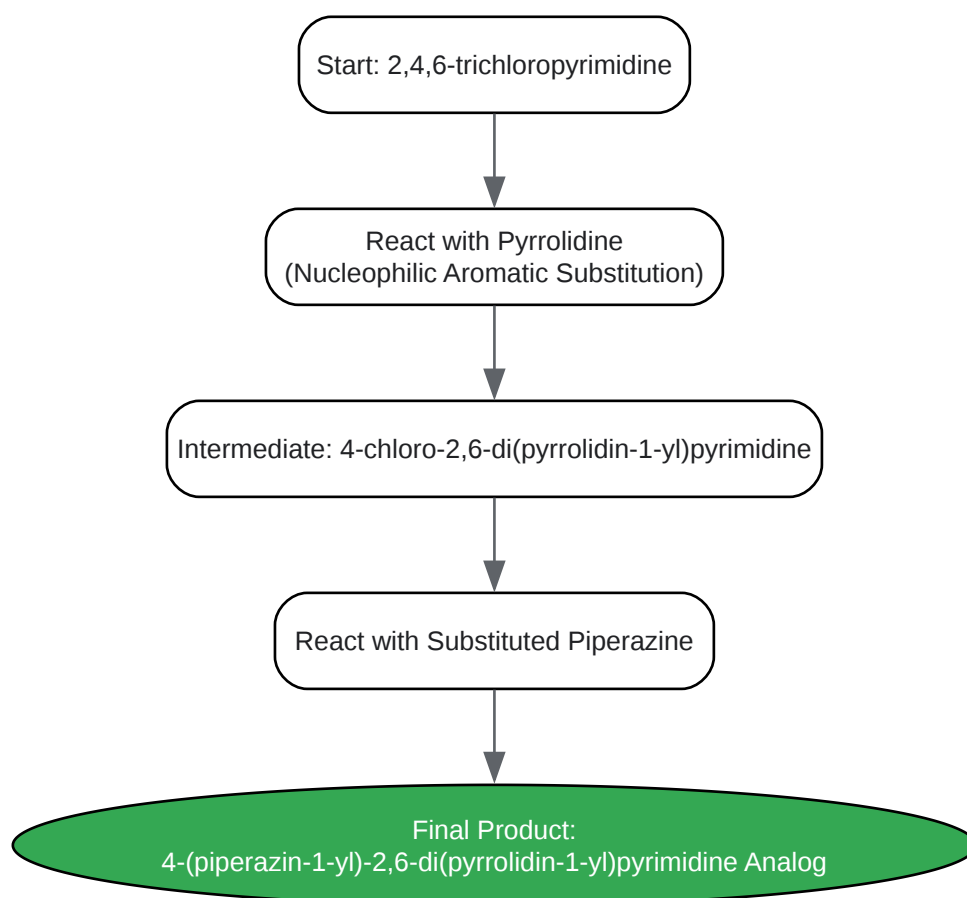 Start: 2,4,6-trichloropyrimidine
React with Pyrrolidine
(Nucleophilic Aromatic Substitution)
Intermediate: 4-chloro-2,6-di(pyrrolidin-1-yl)pyrimidine
React with Substituted Piperazine
Final Product:
4-(piperazin-1-yl)-2,6-di(pyrrolidin-1-yl)pyrimidine Analog